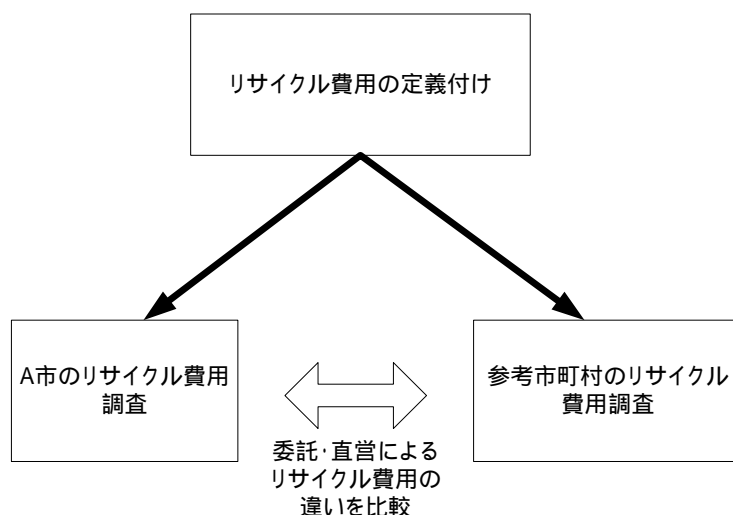 リサイクル費用の定義付け
A市のリサイクル費用
調査
参考市町村のリサイクル
費用調査
委託･直営による
リサイクル費用の
違いを比較